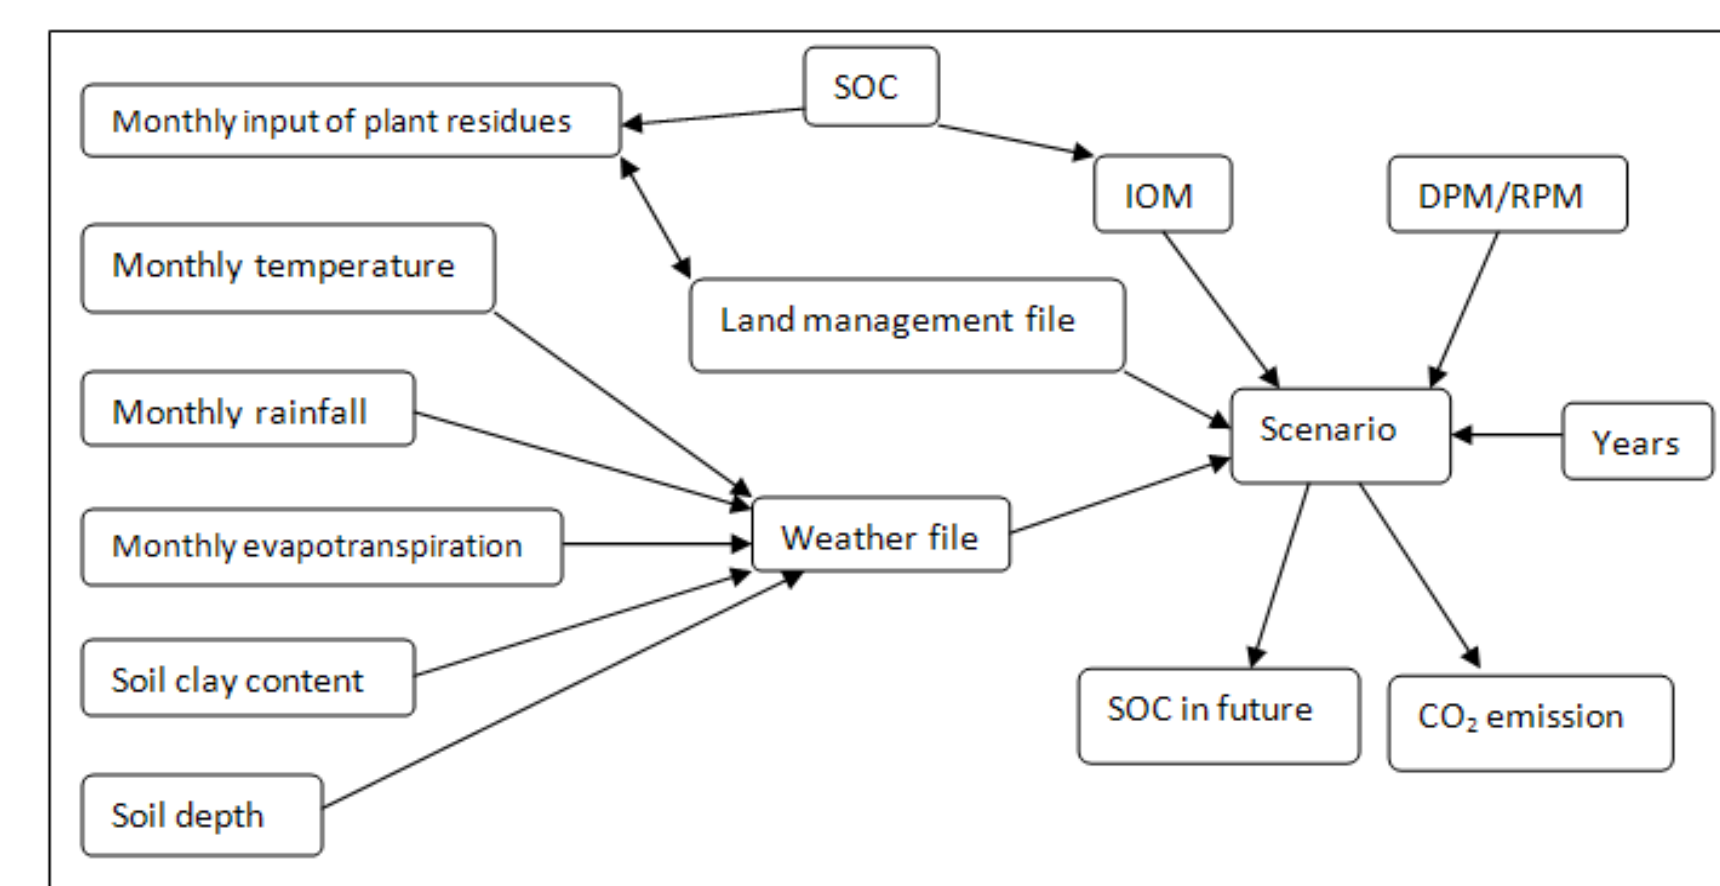 SOC
Monthly input of plant residues
IOM
DPM/RPM
Monthly temperature
Land management file
Monthly rainfall
Scenario
Years
Monthly evapotranspiration
Weather file
Soil clay content
SOC in future
CO₂ emission
Soil depth